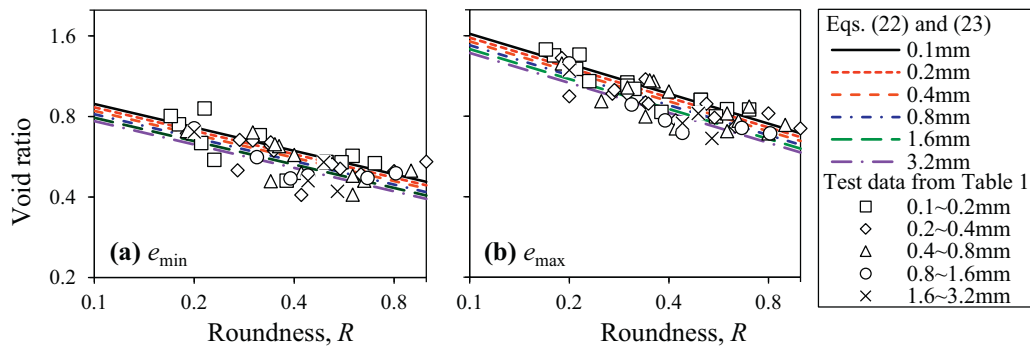 1.6
0.8
0.4
0.2
Void ratio
(a) emin
0.1
0.2
0.4
0.8
Roundness, R
(b) emax
0.1
0.2
0.4
0.8
Roundness, R
Eqs. (22) and (23)
0.1mm
0.2mm
0.4mm
0.8mm
1.6mm
3.2mm
Test data from Table 1
0.1~0.2mm
0.2~0.4mm
0.4~0.8mm
0.8~1.6mm
1.6~3.2mm